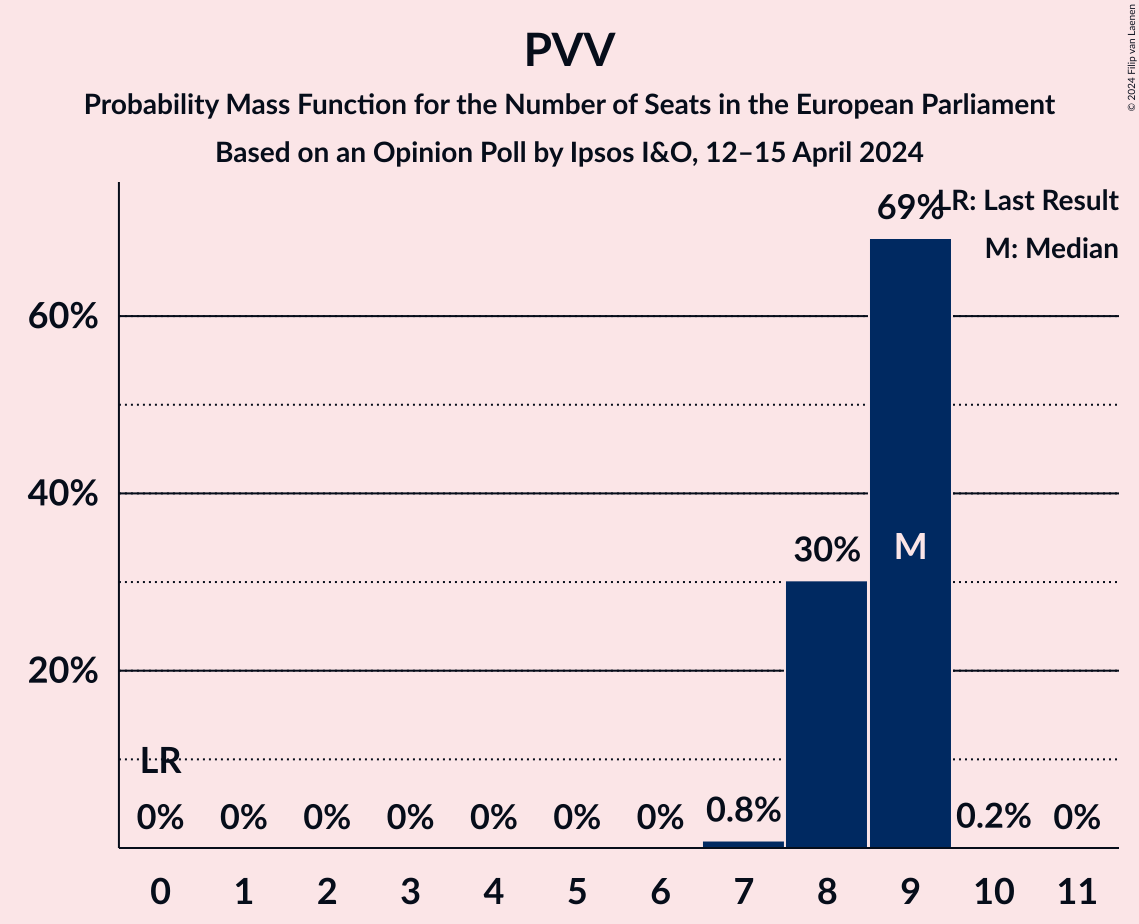 © 2024 Filip van Laenen
PVV
Probability Mass Function for the Number of Seats in the European Parliament
Based on an Opinion Poll by Ipsos I&O, 12–15 April 2024
LR: Last Result
M: Median
69%
60%
40%
30%
M
20%
LR
0% 0% 0% 0% 0% 0% 0% 0.8% 0.2% 0%
0 1 2 3 4 5 6 7 8 9 10 11